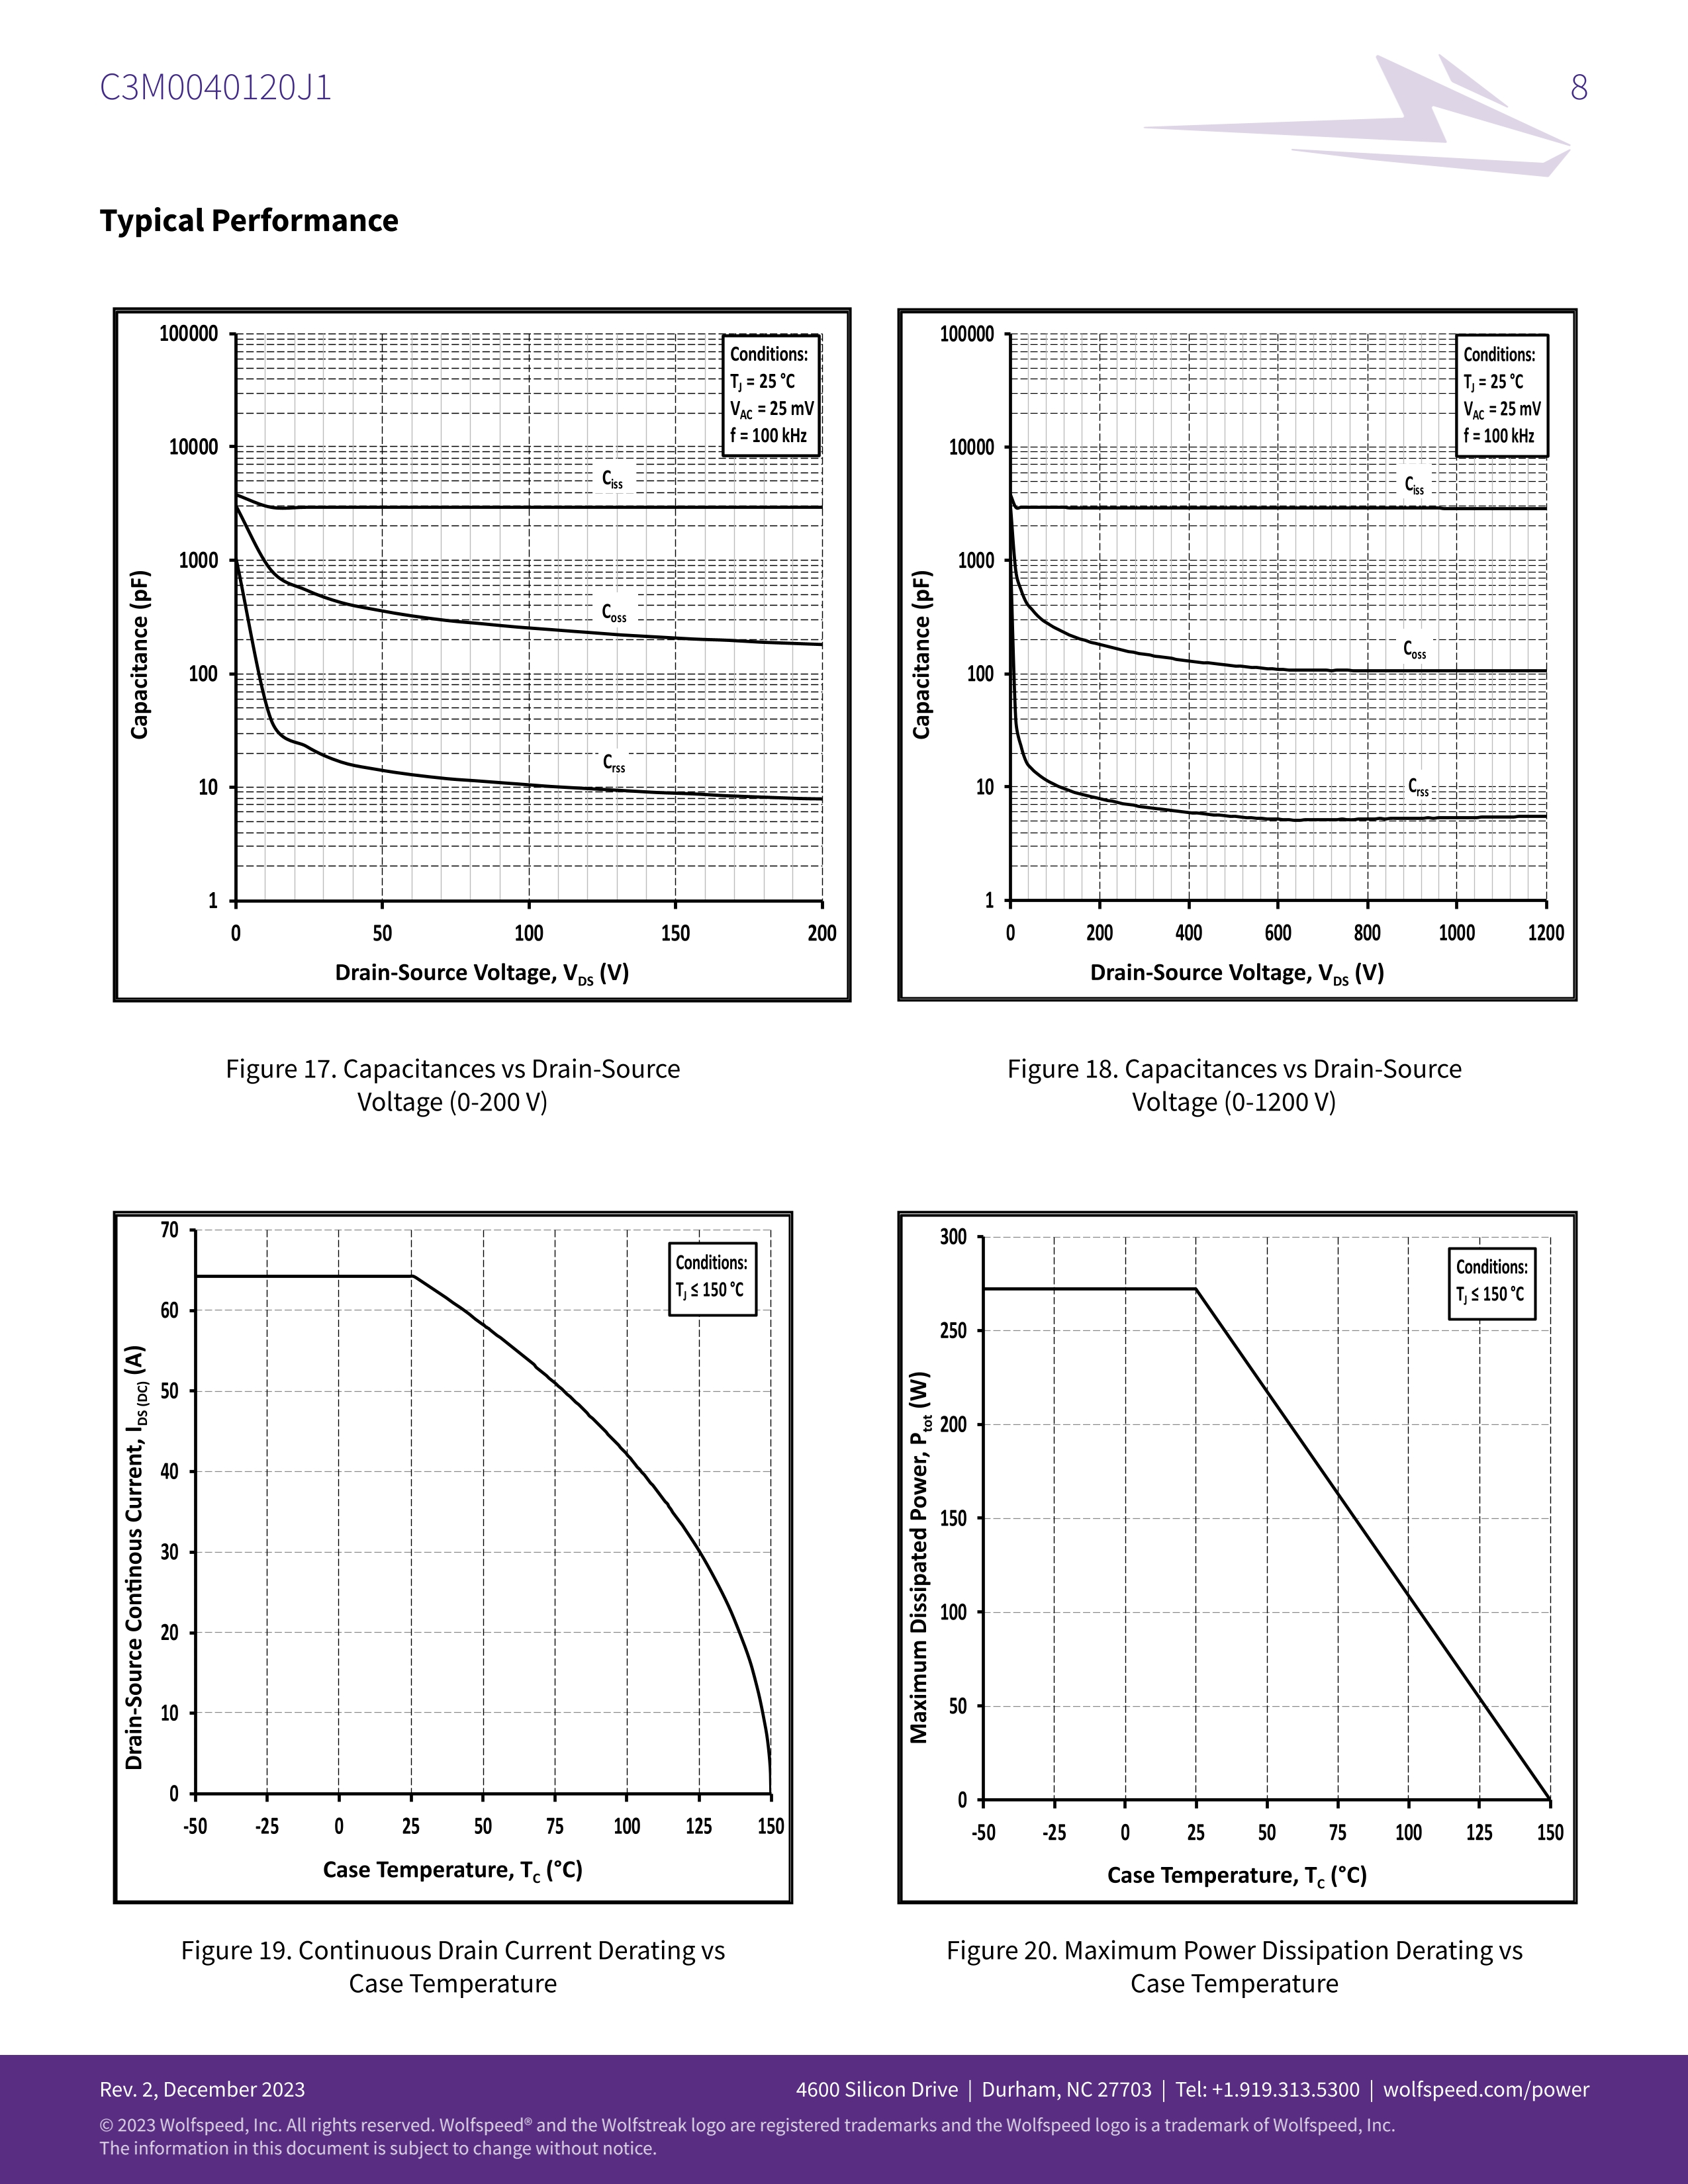 C3M0040120J1
8
Typical Performance
100000
10000
1000
100
10
1
Capacitance (pF)
Conditions:
TJ = 25 °C
VAC = 25 mV
f = 100 kHz
Ciss
Coss
Crss
0 50 100 150 200
Drain-Source Voltage, VDS (V)
Figure 17. Capacitances vs Drain-Source
Voltage (0-200 V)
100000
10000
1000
100
10
1
Capacitance (pF)
Conditions:
TJ = 25 °C
VAC = 25 mV
f = 100 kHz
Ciss
Coss
Crss
0 200 400 600 800 1000 1200
Drain-Source Voltage, VDS (V)
Figure 18. Capacitances vs Drain-Source
Voltage (0-1200 V)
70
60
50
40
30
20
10
0
Drain-Source Continous Current, IDS (DC) (A)
Conditions:
TJ ≤ 150 °C
-50 -25 0 25 50 75 100 125 150
Case Temperature, TC (°C)
Figure 19. Continuous Drain Current Derating vs
Case Temperature
300
250
200
150
100
50
0
Maximum Dissipated Power, Ptot (W)
Conditions:
TJ ≤ 150 °C
-50 -25 0 25 50 75 100 125 150
Case Temperature, TC (°C)
Figure 20. Maximum Power Dissipation Derating vs
Case Temperature
Rev. 2, December 2023
4600 Silicon Drive | Durham, NC 27703 | Tel: +1.919.313.5300 | wolfspeed.com/power
© 2023 Wolfspeed, Inc. All rights reserved. Wolfspeed® and the Wolfstreak logo are registered trademarks and the Wolfspeed logo is a trademark of Wolfspeed, Inc.
The information in this document is subject to change without notice.